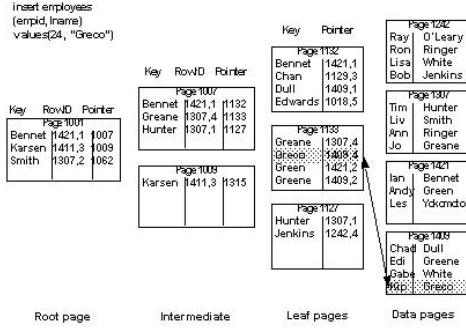 insert employees
(empid, lname)
values(24, "Greco")
Key RowID Pointer
Page 1001
Bennet 1421,1 1007
Karsen 1411,3 1009
Smith 1307,2 1062
Root page
Key RowID Pointer
Page 1007
Bennet 1421,1 1132
Greane 1307,4 1133
Hunter 1307,1 1127
Page 1009
Karsen 1411,3 1315
Intermediate
Key Pointer
Page 1132
Bennet 1421,1
Chan 1129,3
Dull 1409,1
Edwards 1018,5
Page 1133
Greane 1307,4
Greco 1409,4
Green 1421,2
Greene 1409,2
Page 1127
Hunter 1307,1
Jenkins 1242,4
Leaf pages
Page 1242
Ray O'Leary
Ron Ringer
Lisa White
Bob Jenkins
Page 1307
Tim Hunter
Liv Smith
Ann Ringer
Jo Greane
Page 1421
Ian Bennet
Andy Green
Les
Page 1409
Chad Dull
Edi Greene
Gabe White
Kip Greco
Data pages